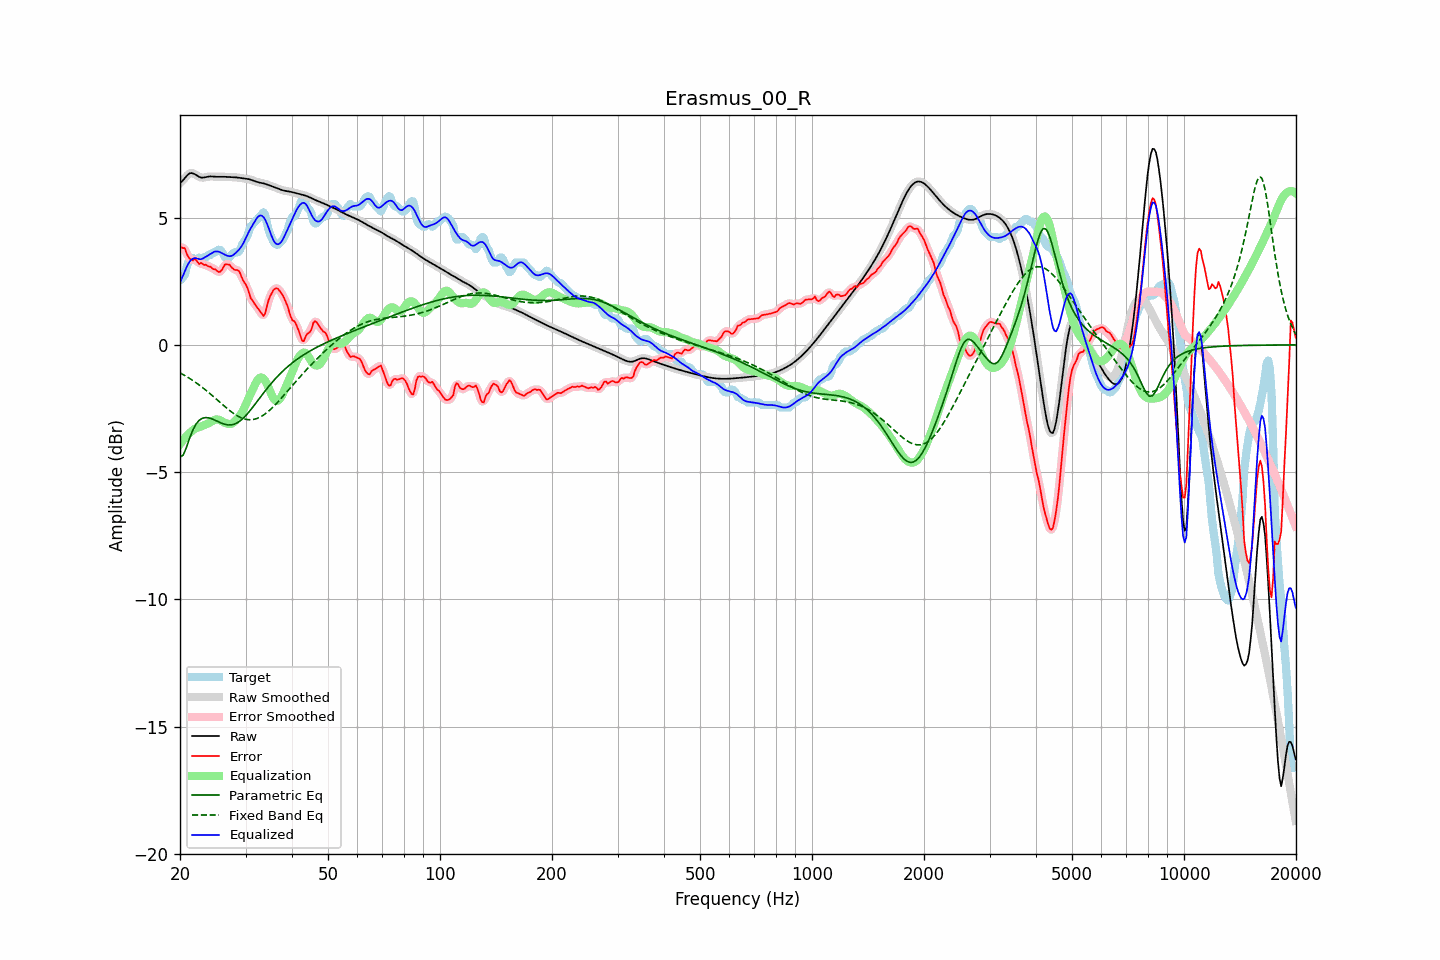 Erasmus_00_R
Amplitude (dBr)
5
0
−5
−10
−15
−20
Target
Raw Smoothed
Error Smoothed
Raw
Error
Equalization
Parametric Eq
Fixed Band Eq
Equalized
20 50 100 200 500 1000 2000 5000 10000 20000
Frequency (Hz)